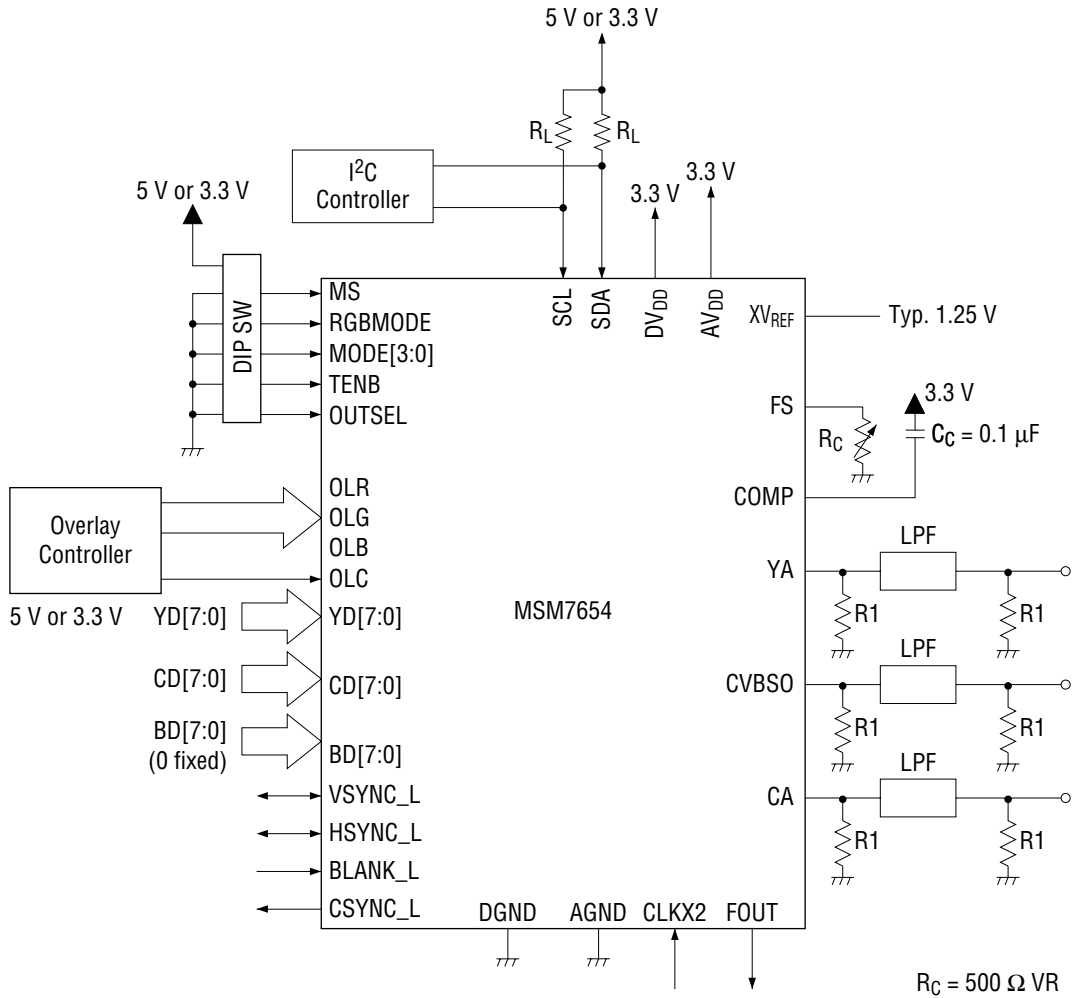 5 V or 3.3 V
R_L
R_L
I²C
Controller
3.3 V
3.3 V
5 V or 3.3 V
DIP SW
MS
RGBMODE
MODE[3:0]
TENB
OUTSEL
SCL
SDA
DV_DD
AV_DD
XV_REF
Typ. 1.25 V
FS
R_C
3.3 V
C_C = 0.1 μF
COMP
Overlay
Controller
5 V or 3.3 V
OLR
OLG
OLB
OLC
YD[7:0]
YD[7:0]
CD[7:0]
CD[7:0]
BD[7:0]
(0 fixed)
BD[7:0]
VSYNC_L
HSYNC_L
BLANK_L
CSYNC_L
MSM7654
YA
LPF
R1
R1
CVBSO
LPF
R1
R1
CA
LPF
R1
R1
DGND
AGND
CLKX2
FOUT
R_C = 500 Ω VR